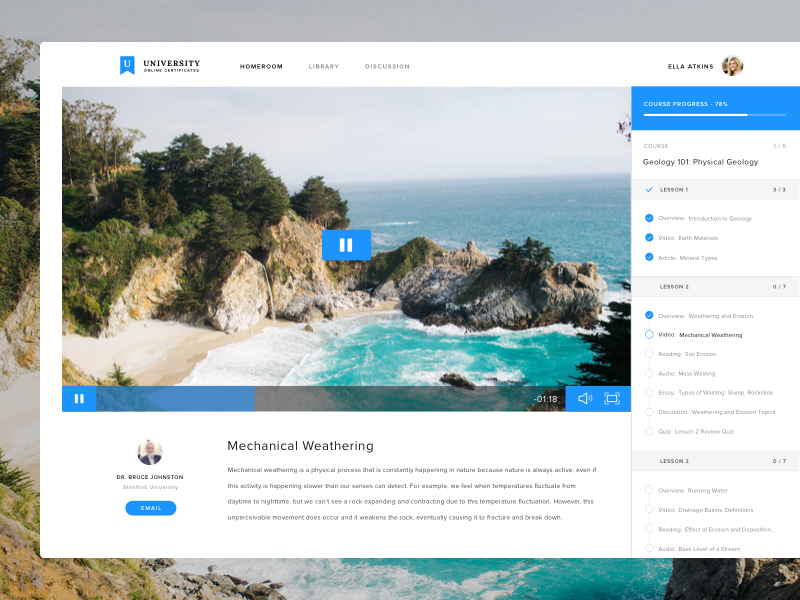 U
UNIVERSITY
ONLINE CERTIFICATES
HOMEROOM
LIBRARY
DISCUSSION
ELLA ATKINS
-01:18
Mechanical Weathering
DR. BRUCE JOHNSTON
Stanford University
EMAIL
Mechanical weathering is a physical process that is constantly happening in nature because nature is always active, even if
this activity is happening slower than our senses can detect. For example, we feel when temperatures fluctuate from
daytime to nighttime, but we can't see a rock expanding and contracting due to this temperature fluctuation. However, this
unperceivable movement does occur and it weakens the rock, eventually causing it to fracture and break down.
COURSE PROGRESS - 78%
COURSE 1 / 5
Geology 101: Physical Geology
LESSON 1 3 / 3
Overview: Introduction to Geology
Video: Earth Materials
Article: Mineral Types
LESSON 2 0 / 7
Overview: Weathering and Erosion
Video: Mechanical Weathering
Reading: Soil Erosion
Audio: Mass Wasting
Essay: Types of Wasting: Slump, Rockslide
Discussion: Weathering and Erosion Topics
Quiz: Lesson 2 Review Quiz
LESSON 3 0 / 7
Overview: Running Water
Video: Drainage Basins: Definitions
Reading: Effect of Erosion and Deposition...
Audio: Base Level of a Stream